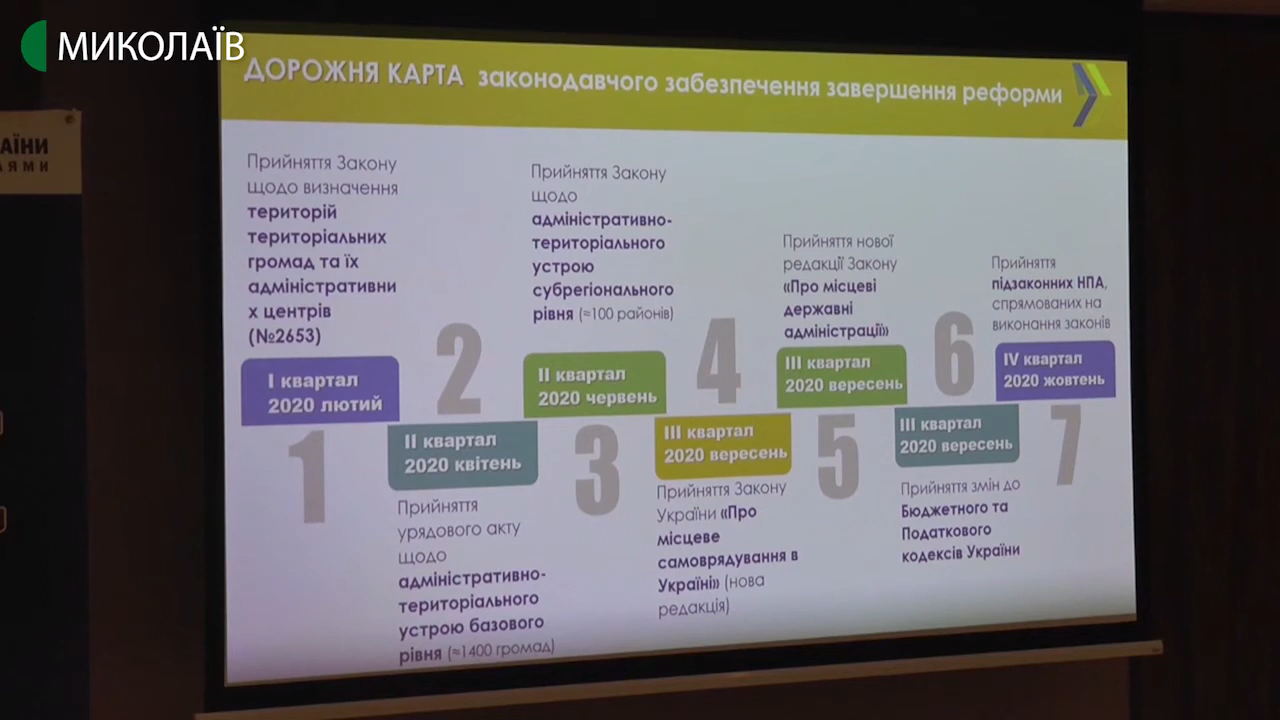 МИКОЛАЇВ
АЇНИ
ЛЯМИ
ДОРОЖНЯ КАРТА законодавчого забезпечення завершення реформи
Прийняття Закону
щодо визначення
територій
територіальних
громад та їх
адміністративни
х центрів
(№2653)
І квартал
2020 лютий
1
2
ІІ квартал
2020 квітень
Прийняття
урядового акту
щодо
адміністративно-
територіального
устрою базового
рівня (≈1400 громад)
Прийняття Закону
щодо
адміністративно-
територіального
устрою
субрегіонального
рівня (≈100 районів)
ІІ квартал
2020 червень
3
4
ІІІ квартал
2020 вересень
Прийняття Закону
України «Про
місцеве
самоврядування в
Україні» (нова
редакція)
Прийняття нової
редакції Закону
«Про місцеві
державні
адміністрації»
ІІІ квартал
2020 вересень
5
6
ІІІ квартал
2020 вересень
Прийняття змін до
Бюджетного та
Податкового
кодексів України
Прийняття
підзаконних НПА,
спрямованих на
виконання законів
IV квартал
2020 жовтень
7